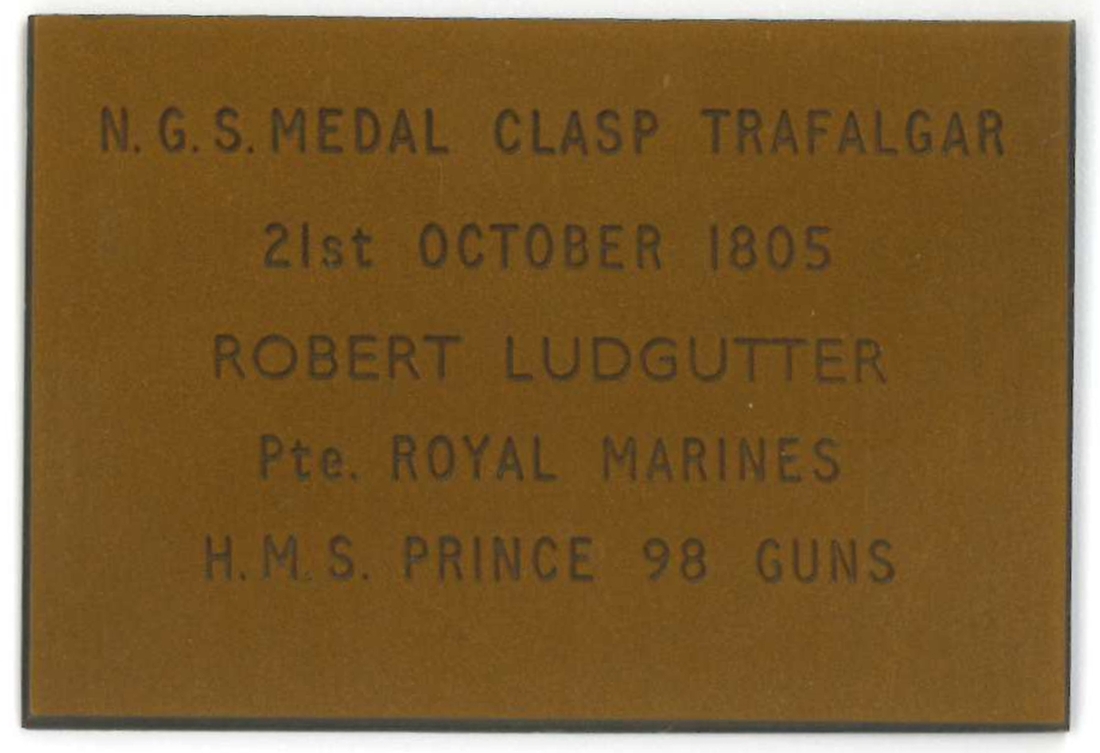 N.G.S. MEDAL CLASP TRAFALGAR
21st OCTOBER 1805
ROBERT LUDGUTTER
Pte. ROYAL MARINES
H.M.S. PRINCE 98 GUNS